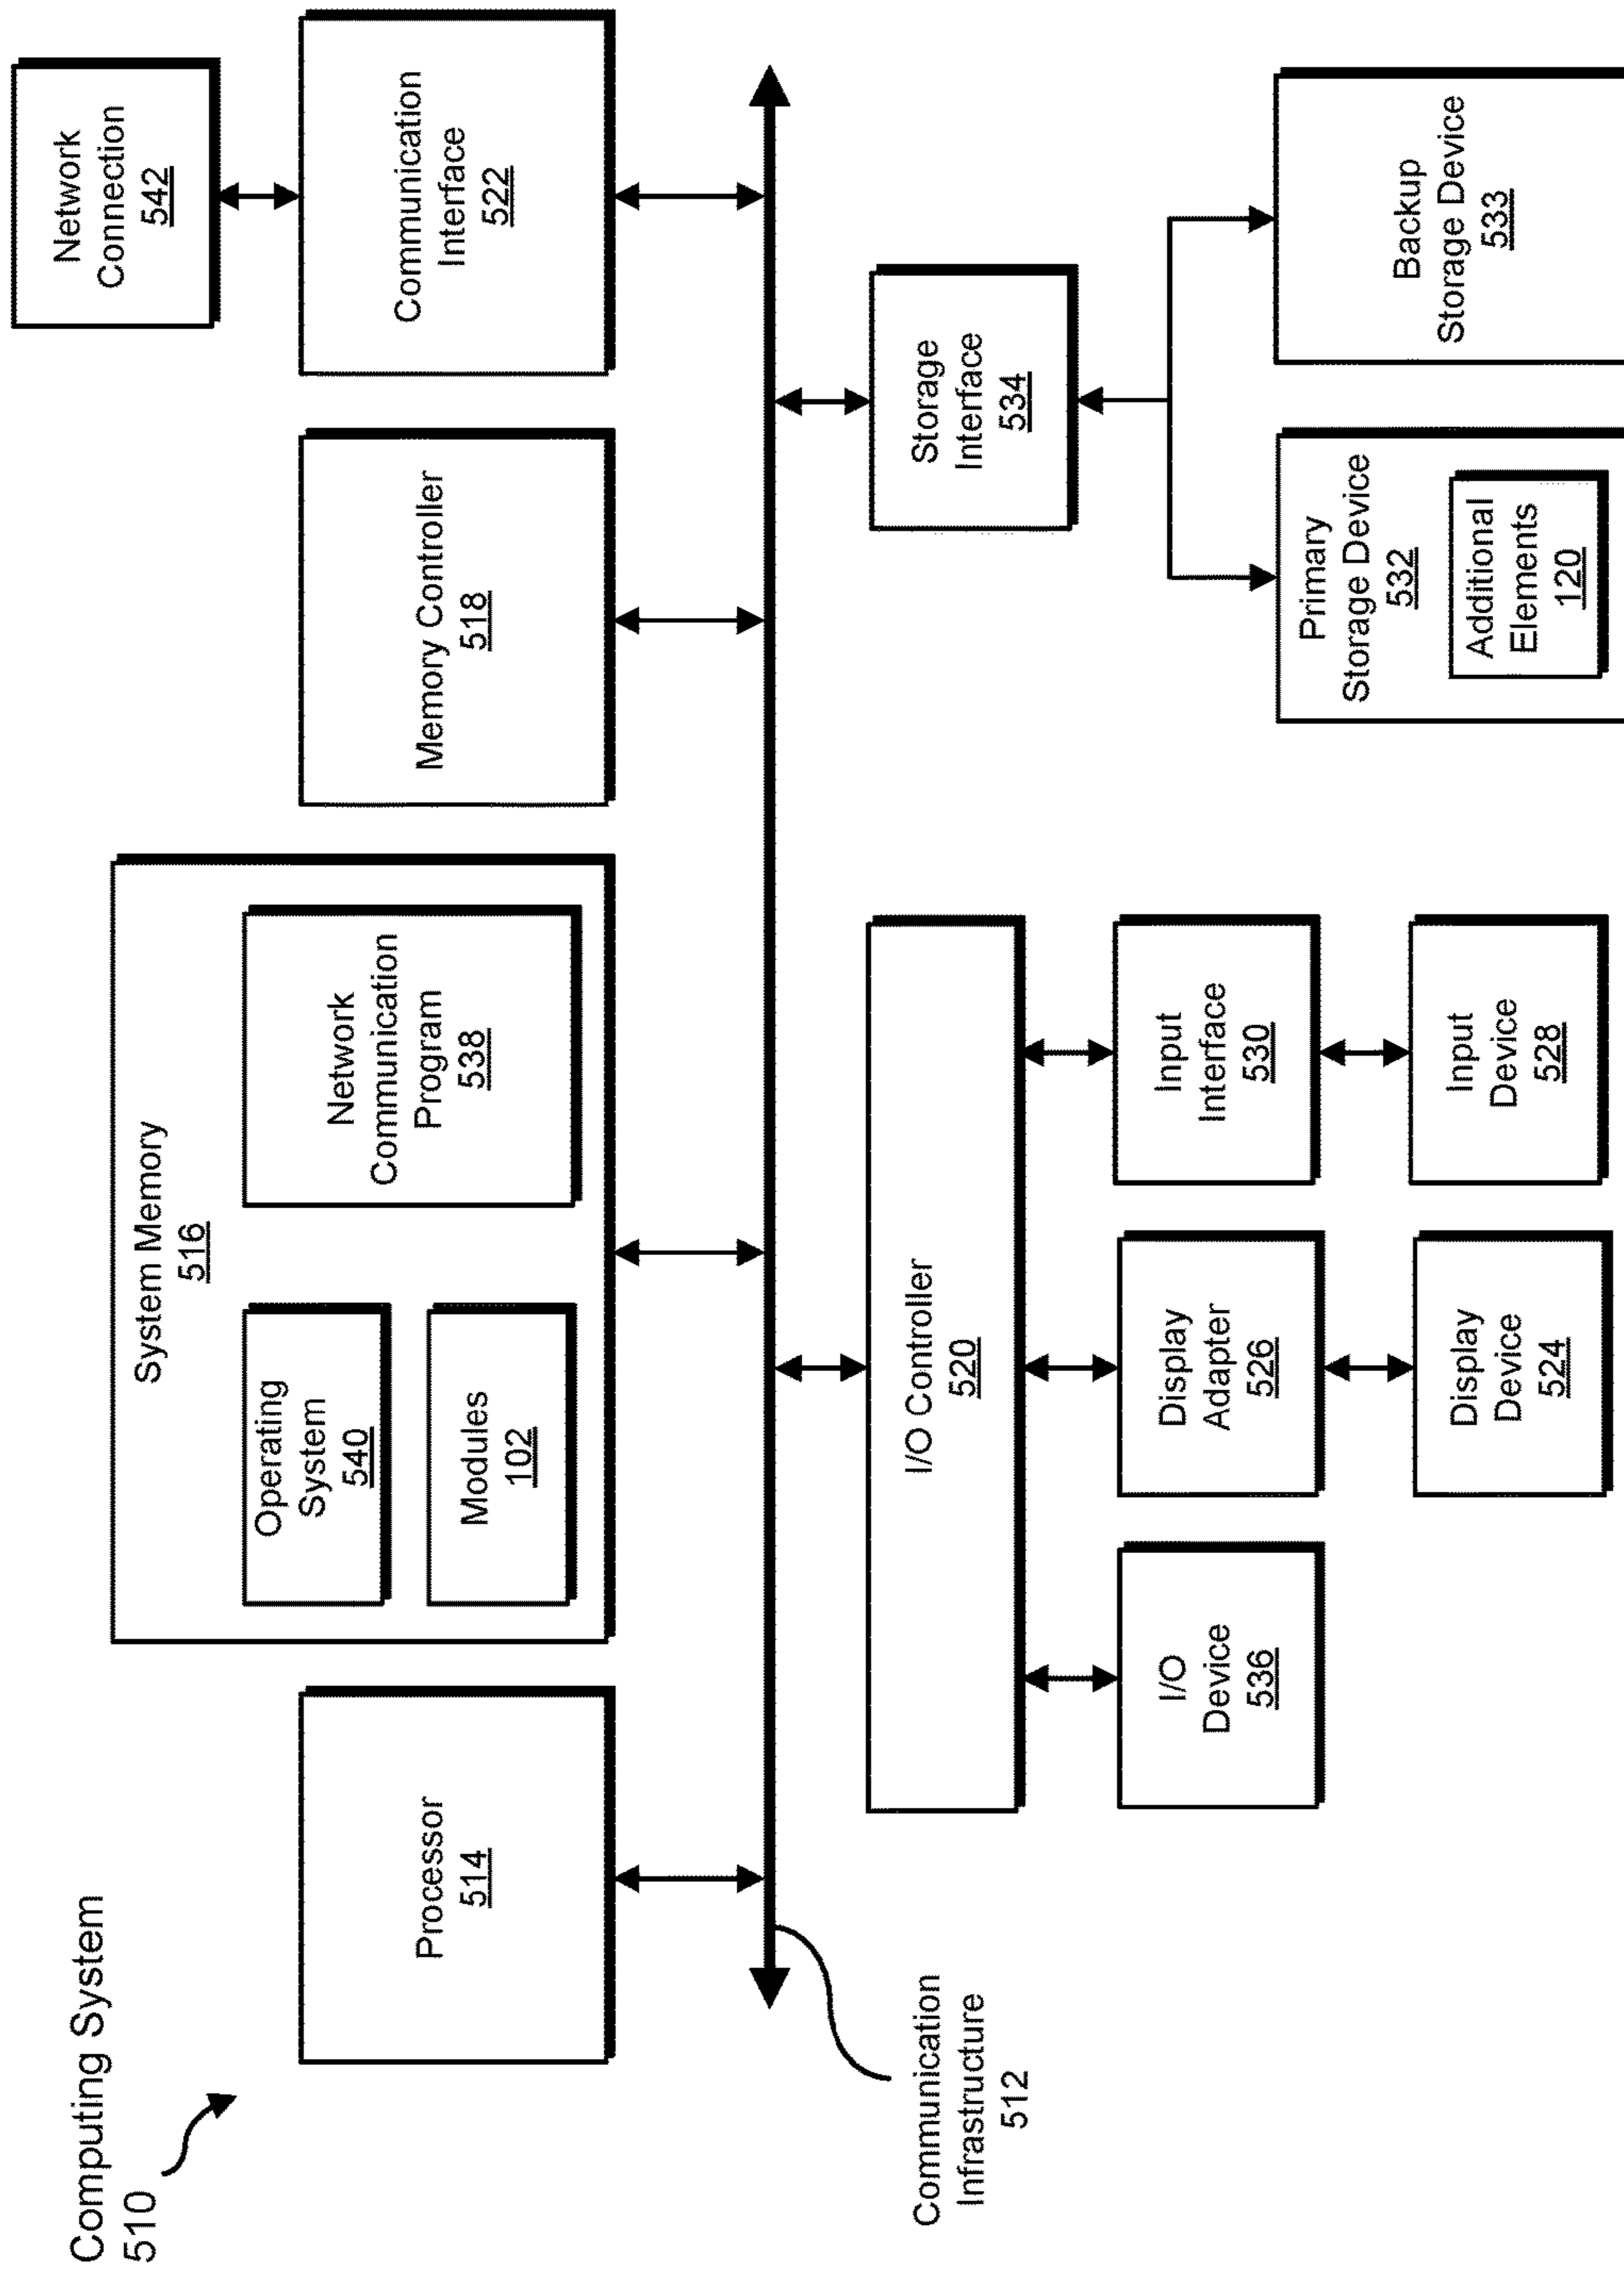 Computing System
510
Processor
514
System Memory
516
Operating
System
540
Modules
102
Network
Communication
Program
538
Memory Controller
518
Network
Connection
542
Communication
Interface
522
Communication
Infrastructure
512
I/O Controller
520
I/O
Device
536
Display
Adapter
526
Display
Device
524
Input
Interface
530
Input
Device
528
Storage
Interface
534
Primary
Storage Device
532
Additional
Elements
120
Backup
Storage Device
533